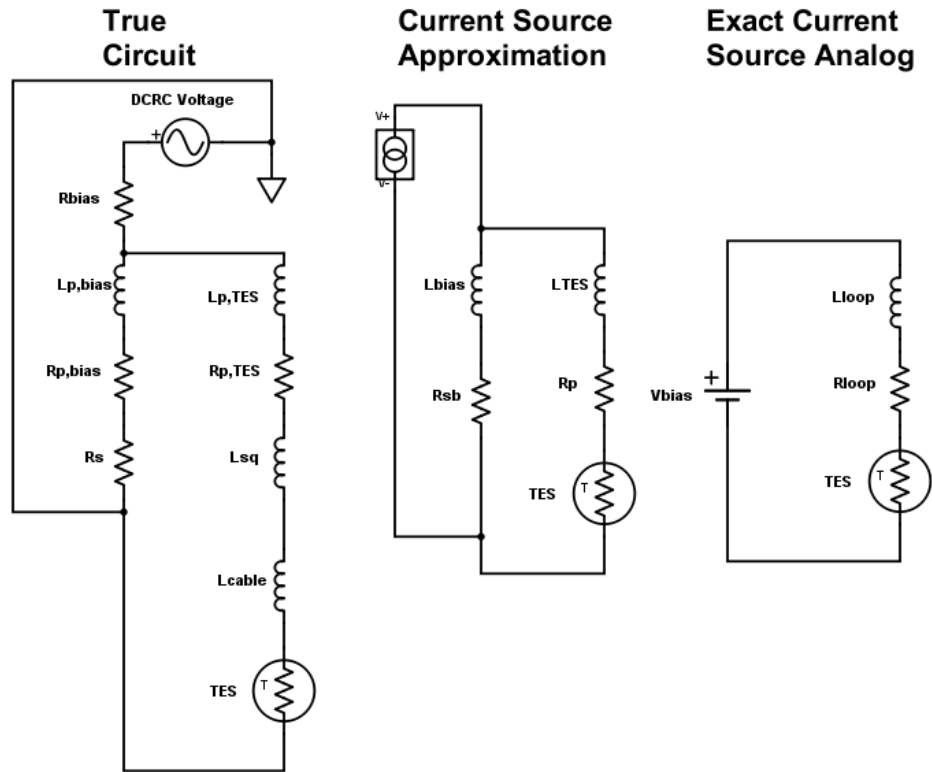 True
Circuit
DCRC Voltage
+
Rbias
Lp,bias
Lp,TES
Rp,bias
Rp,TES
Rs
Lsq
Lcable
TES
T
Current Source
Approximation
V+
V-
Lbias
LTES
Rsb
Rp
TES
T
Exact Current
Source Analog
Lloop
+
Vbias
Rloop
TES
T